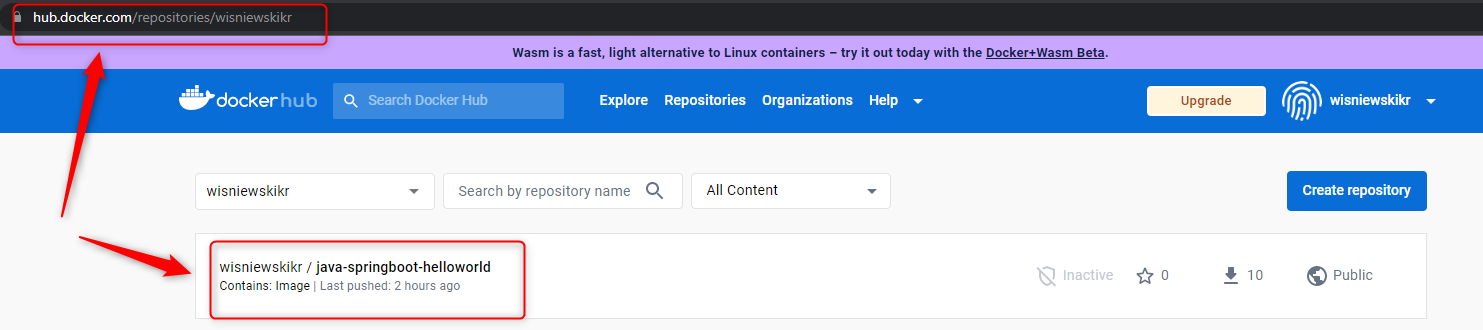 hub.docker.com/repositories/wisniewskikr
Wasm is a fast, light alternative to Linux containers – try it out today with the Docker+Wasm Beta.
dockerhub Search Docker Hub Explore Repositories Organizations Help Upgrade wisniewskikr
wisniewskikr Search by repository name All Content Create repository
wisniewskikr / java-springboot-helloworld
Contains: Image | Last pushed: 2 hours ago
Inactive 0 10 Public